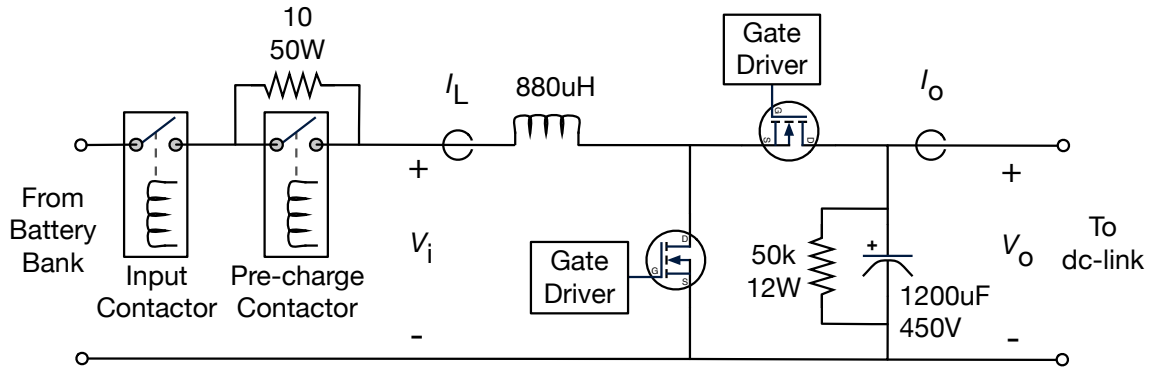 10
50W
I_L
880uH
Gate
Driver
G
S
D
I_o
From
Battery
Bank
Input
Contactor
Pre-charge
Contactor
+
V_i
-
Gate
Driver
G
D
S
50k
12W
+
1200uF
450V
+
V_o
-
To
dc-link